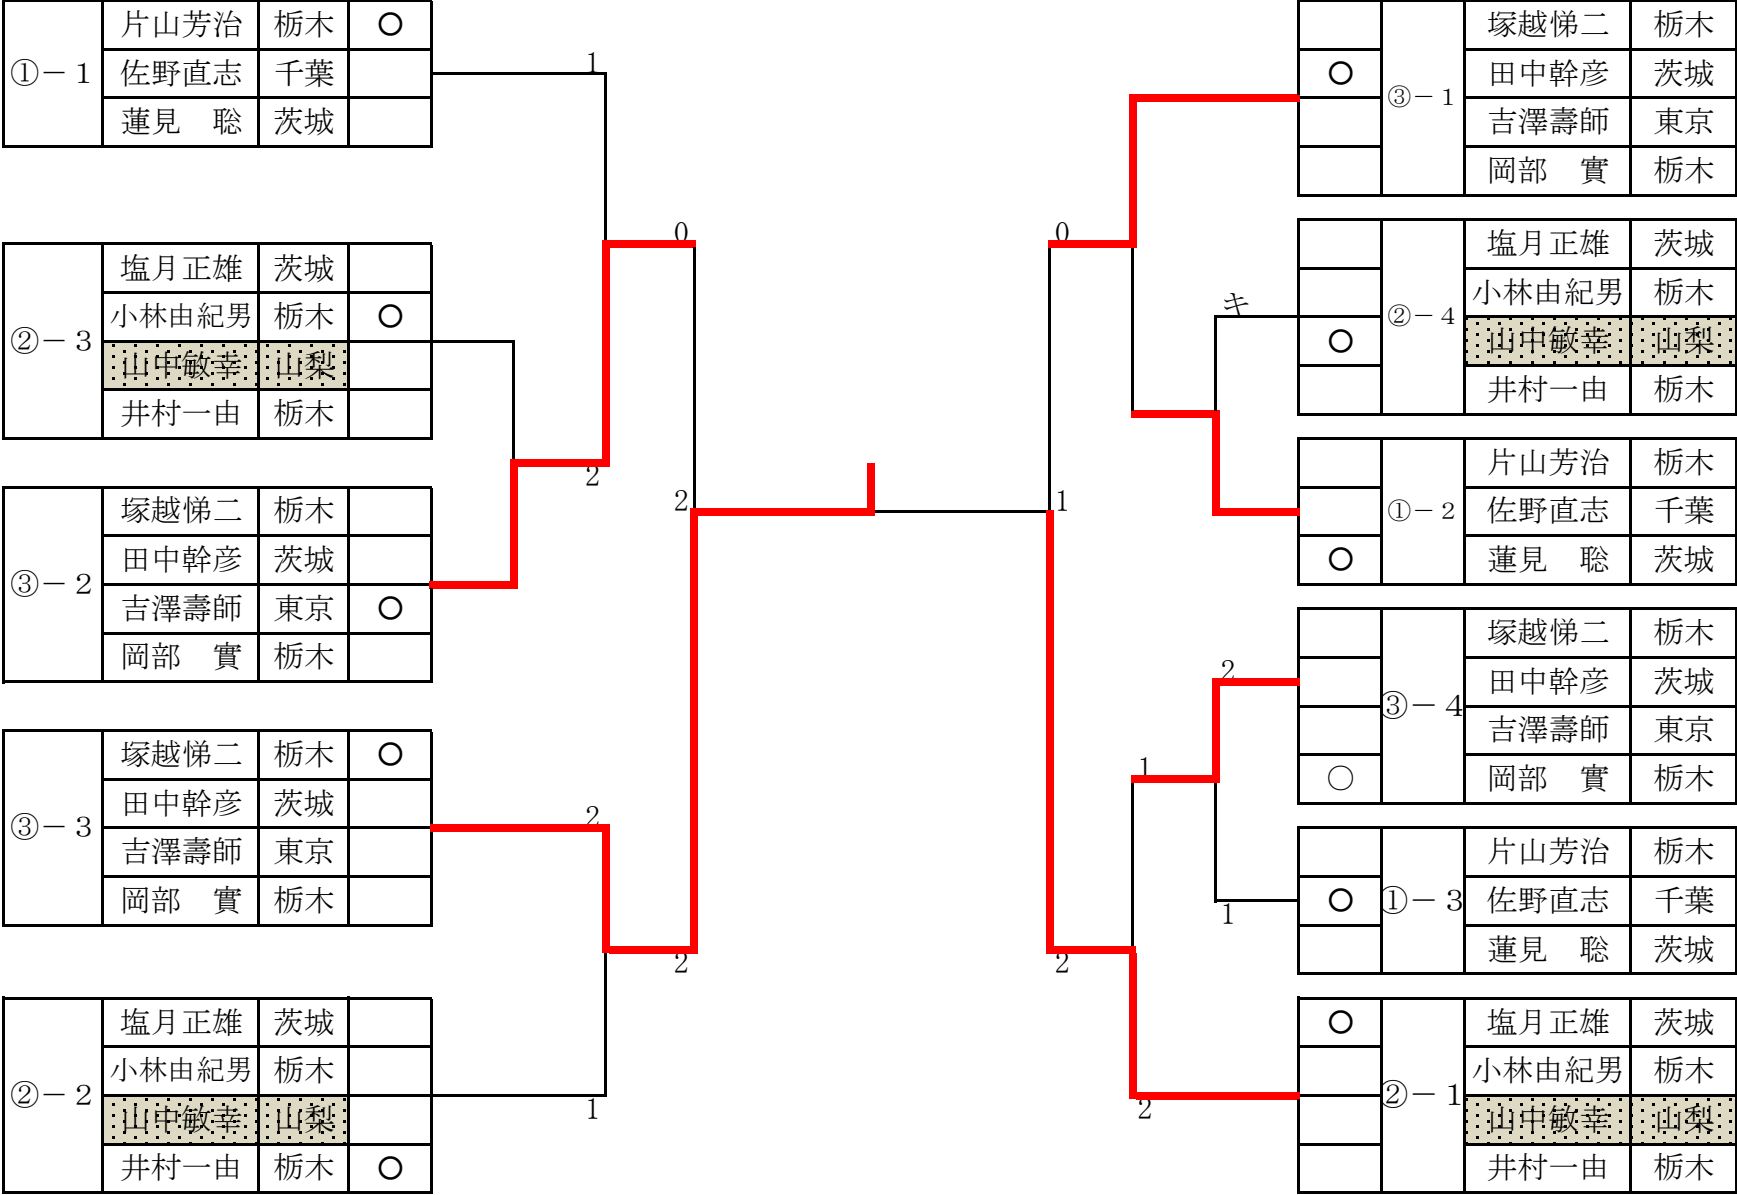 ①－1
片山芳治 栃木 ○
佐野直志 千葉
蓮見　聡 茨城
②－3
塩月正雄 茨城
小林由紀男 栃木 ○
山中敏幸 山梨
井村一由 栃木
③－2
塚越悌二 栃木
田中幹彦 茨城
吉澤壽師 東京 ○
岡部　實 栃木
③－3
塚越悌二 栃木 ○
田中幹彦 茨城
吉澤壽師 東京
岡部　實 栃木
②－2
塩月正雄 茨城
小林由紀男 栃木
山中敏幸 山梨
井村一由 栃木 ○
1
2
2
1
0
2
2
0
1
2
キ
2
1
1
2
③－1
塚越悌二 栃木
○ 田中幹彦 茨城
吉澤壽師 東京
岡部　實 栃木
②－4
塩月正雄 茨城
小林由紀男 栃木
○ 山中敏幸 山梨
井村一由 栃木
①－2
片山芳治 栃木
佐野直志 千葉
○ 蓮見　聡 茨城
③－4
塚越悌二 栃木
田中幹彦 茨城
吉澤壽師 東京
○ 岡部　實 栃木
①－3
片山芳治 栃木
○ 佐野直志 千葉
蓮見　聡 茨城
②－1
○ 塩月正雄 茨城
小林由紀男 栃木
山中敏幸 山梨
井村一由 栃木